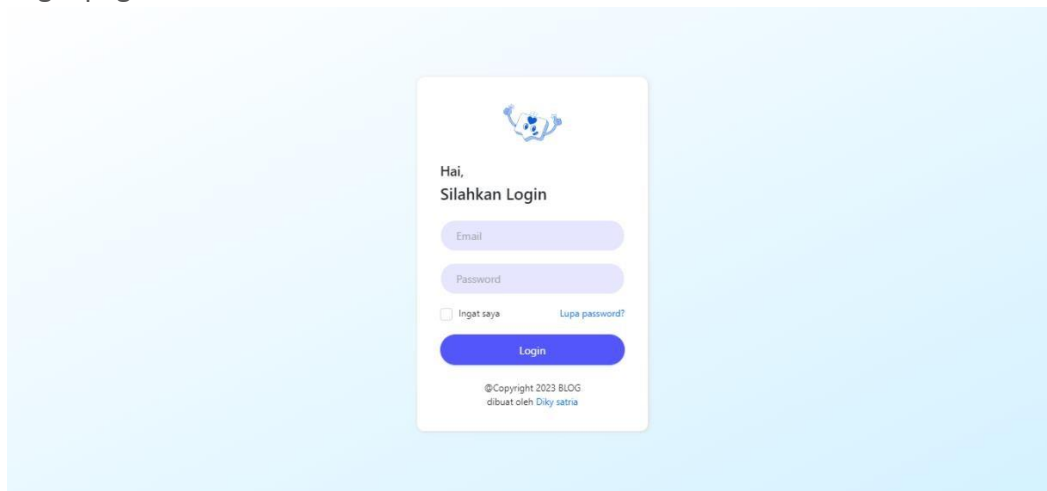 Hai,
Silahkan Login
Email
Password
Ingat saya
Lupa password?
Login
@Copyright 2023 BLOG
dibuat oleh Diky satria